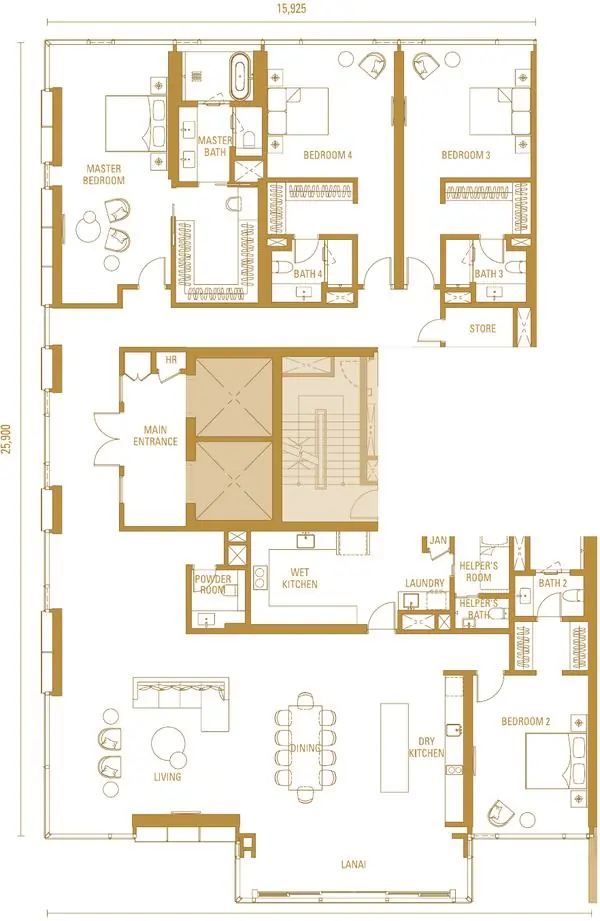 15,925
MASTER
BATH
BEDROOM 4
BEDROOM 3
MASTER
BEDROOM
BATH 4
BATH 3
STORE
HR
MAIN
ENTRANCE
25,900
JAN
WET
KITCHEN
HELPER'S
ROOM
POWDER
ROOM
LAUNDRY
BATH 2
HELPER'S
BATH
BEDROOM 2
DINING
DRY
KITCHEN
LIVING
LANAI